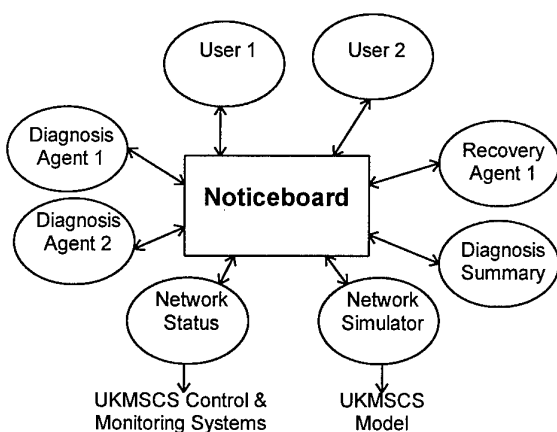 User 1
User 2
Diagnosis
Agent 1
Recovery
Agent 1
Noticeboard
Diagnosis
Agent 2
Diagnosis
Summary
Network
Status
Network
Simulator
UKMSCS Control &
Monitoring Systems
UKMSCS
Model